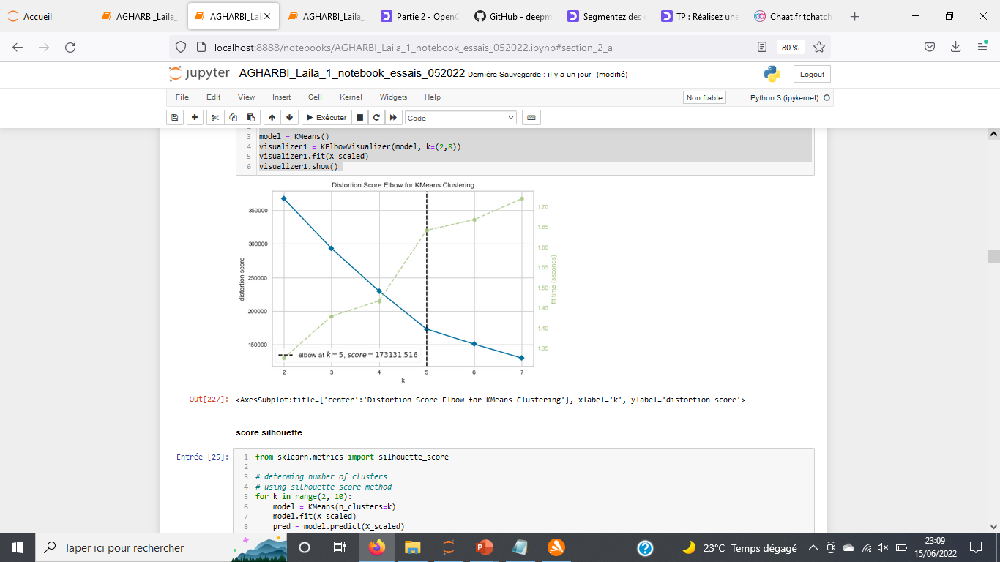 Accueil
AGHARBI_Laila_
AGHARBI_Lai
AGHARBI_Laila_
Partie 2 - OpenC
GitHub - deepm
Segmentez des
TP : Réalisez une
Chaat.fr tchatch
localhost:8888/notebooks/AGHARBI_Laila_1_notebook_essais_052022.ipynb#section_2_a
80 %
jupyter AGHARBI_Laila_1_notebook_essais_052022 Dernière Sauvegarde : il y a un jour (modifié)
Logout
File Edit View Insert Cell Kernel Widgets Help
Non fiable
Python 3 (ipykernel)
Exécuter
Code
3 model = KMeans()
4 visualizer1 = KElbowVisualizer(model, k=(2,8))
5 visualizer1.fit(X_scaled)
6 visualizer1.show()
Distortion Score Elbow for KMeans Clustering
350000
300000
250000
200000
150000
distortion score
1.70
1.65
1.60
1.55
1.50
1.45
1.40
1.35
fit time (seconds)
elbow at k = 5, score = 173131.516
2 3 4 5 6 7
k
Out[227]: <AxesSubplot:title={'center':'Distortion Score Elbow for KMeans Clustering'}, xlabel='k', ylabel='distortion score'>
score silhouette
Entrée [25]:
1 from sklearn.metrics import silhouette_score
2
3 # determing number of clusters
4 # using silhouette score method
5 for k in range(2, 10):
6 model = KMeans(n_clusters=k)
7 model.fit(X_scaled)
8 pred = model.predict(X_scaled)
Taper ici pour rechercher
23°C Temps dégagé
23:09
15/06/2022